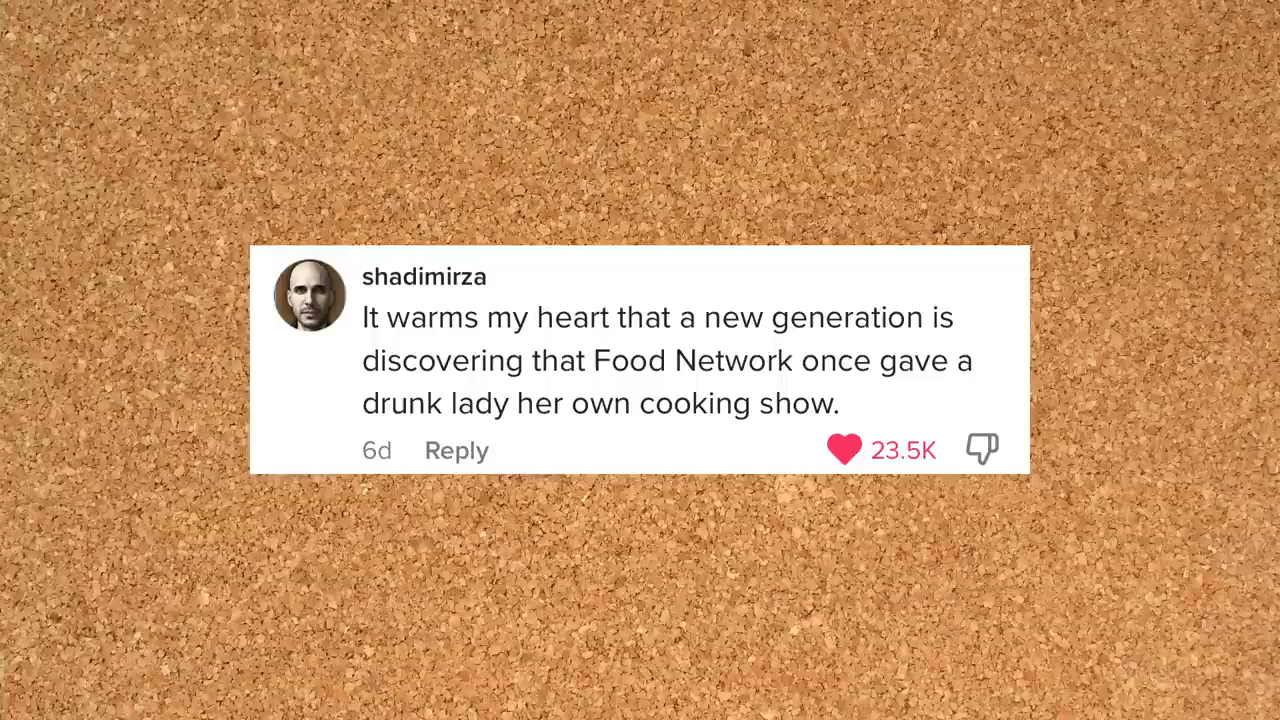 shadimirza
It warms my heart that a new generation is
discovering that Food Network once gave a
drunk lady her own cooking show.
6d Reply 23.5K